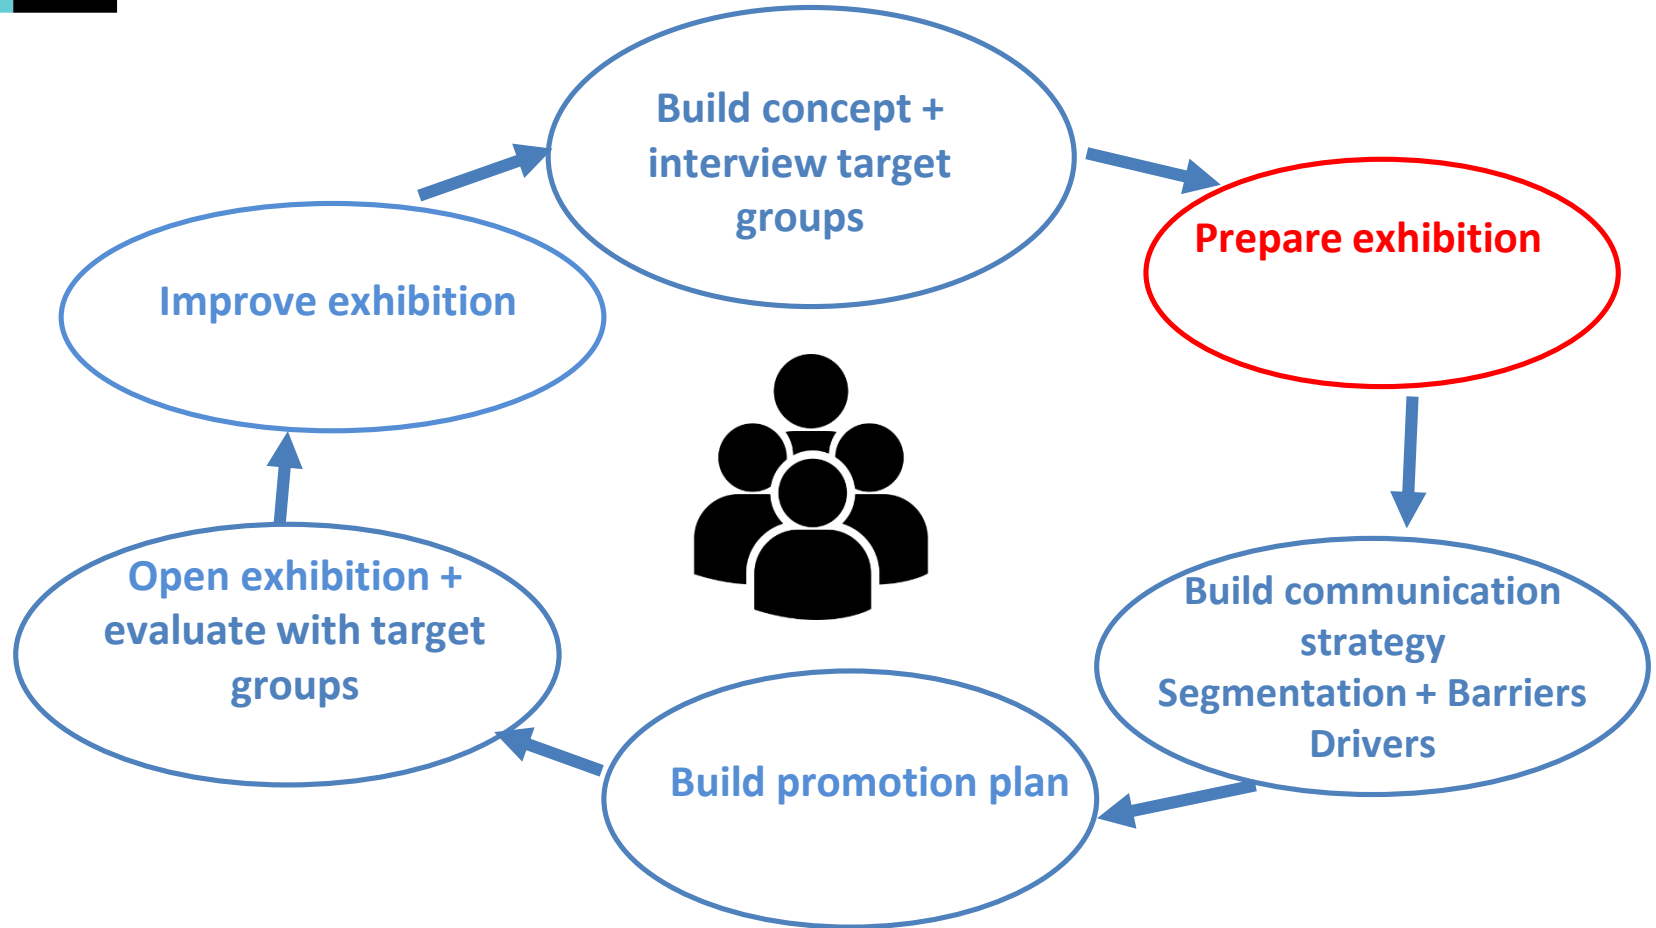 Build concept +
interview target
groups
Prepare exhibition
Improve exhibition
Open exhibition +
evaluate with target
groups
Build communication
strategy
Segmentation + Barriers
Drivers
Build promotion plan